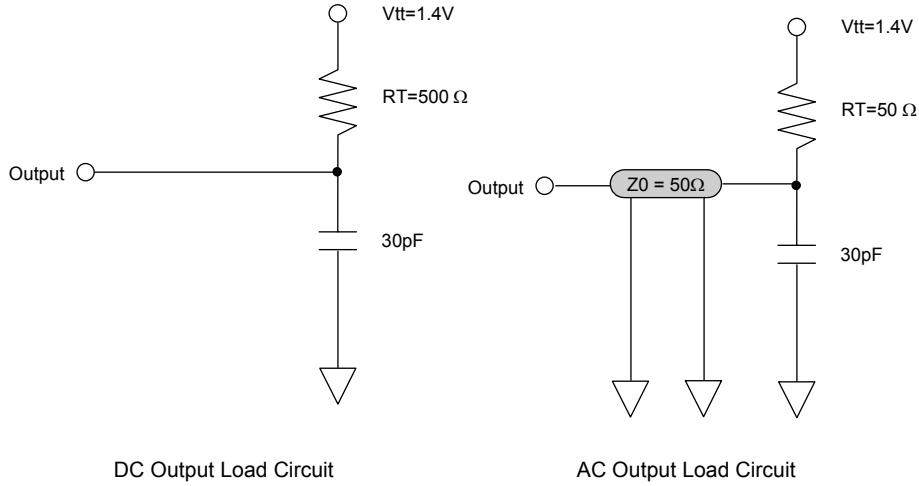 Vtt=1.4V
RT=500 Ω
Output
30pF
DC Output Load Circuit
Vtt=1.4V
RT=50 Ω
Output
Z0 = 50Ω
30pF
AC Output Load Circuit